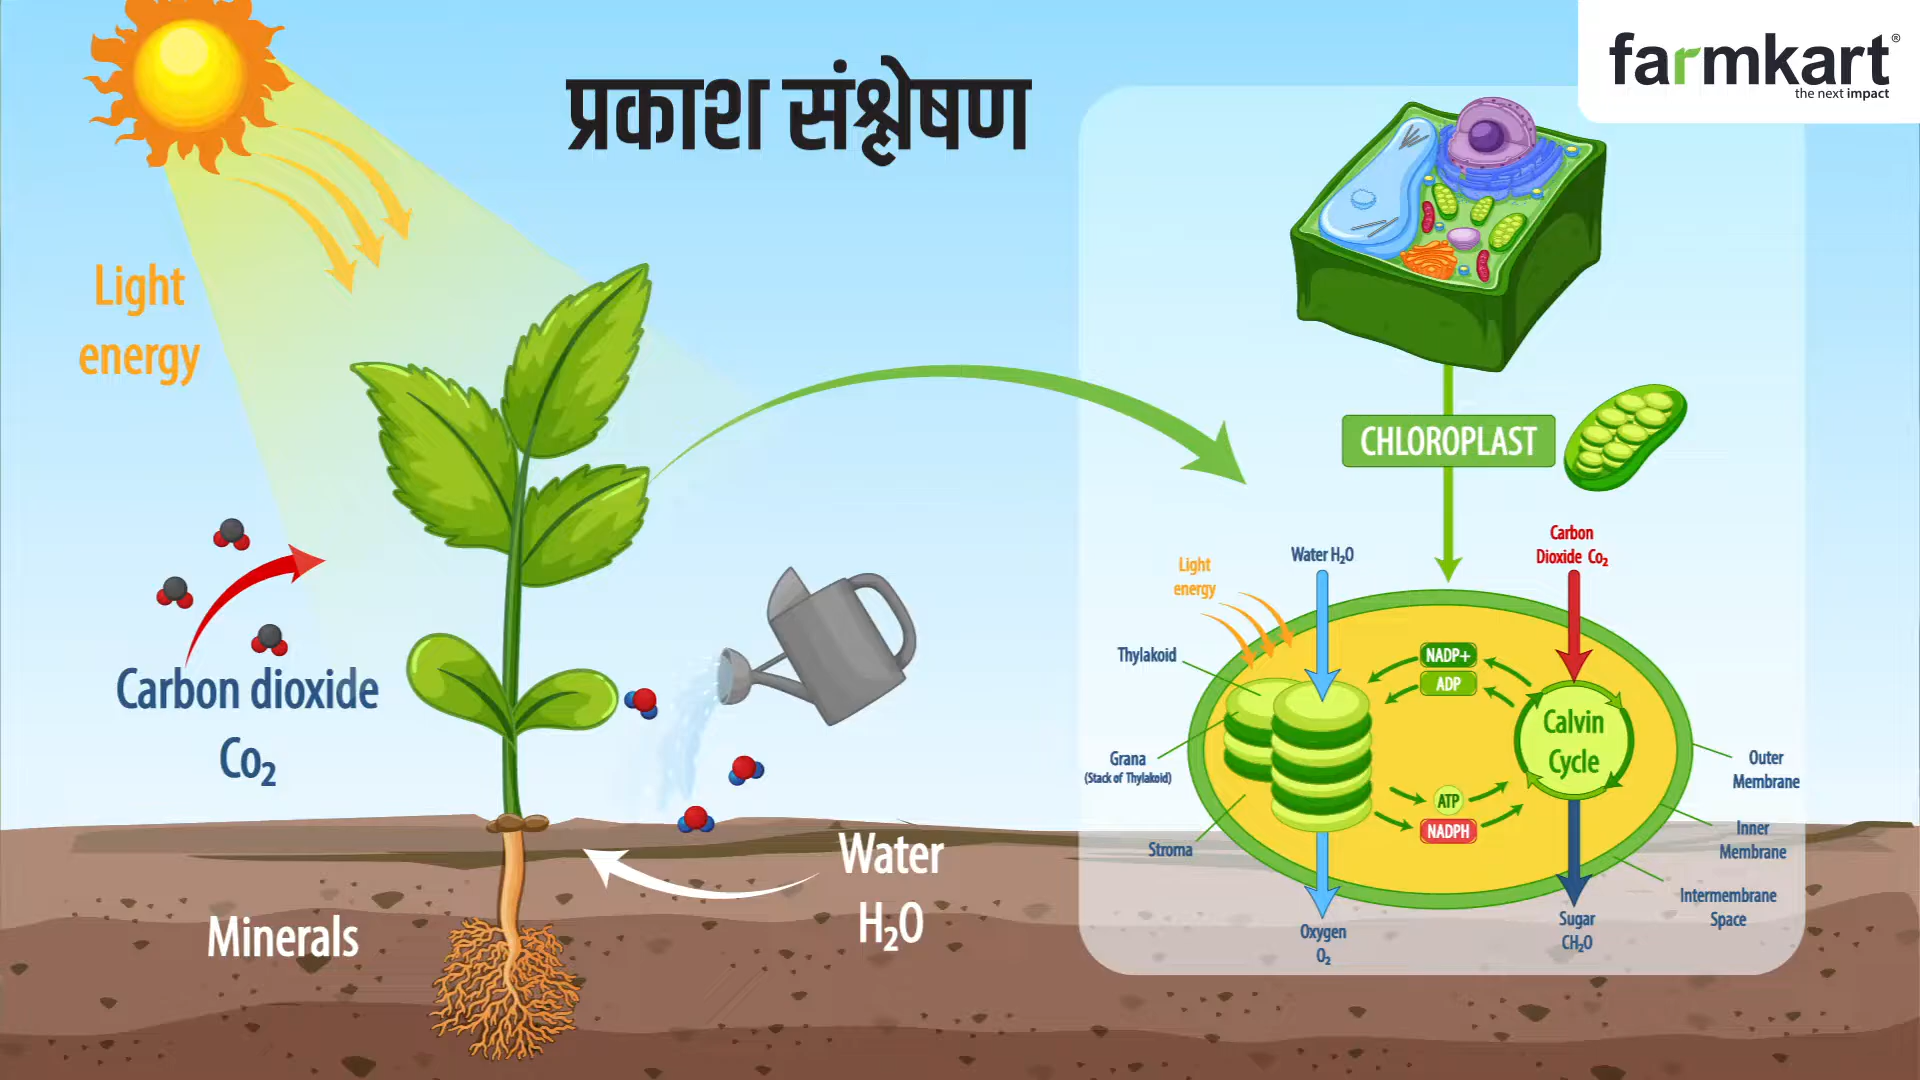 प्रकाश संश्लेषण
farmkart®
the next impact
Light
energy
Carbon dioxide
Co₂
Minerals
Water
H₂O
CHLOROPLAST
Light
energy
Water H₂O
Carbon
Dioxide Co₂
Thylakoid
Grana
(Stack of Thylakoid)
Stroma
NADP+
ADP
Calvin
Cycle
ATP
NADPH
Outer
Membrane
Inner
Membrane
Intermembrane
Space
Oxygen
O₂
Sugar
CH₂O